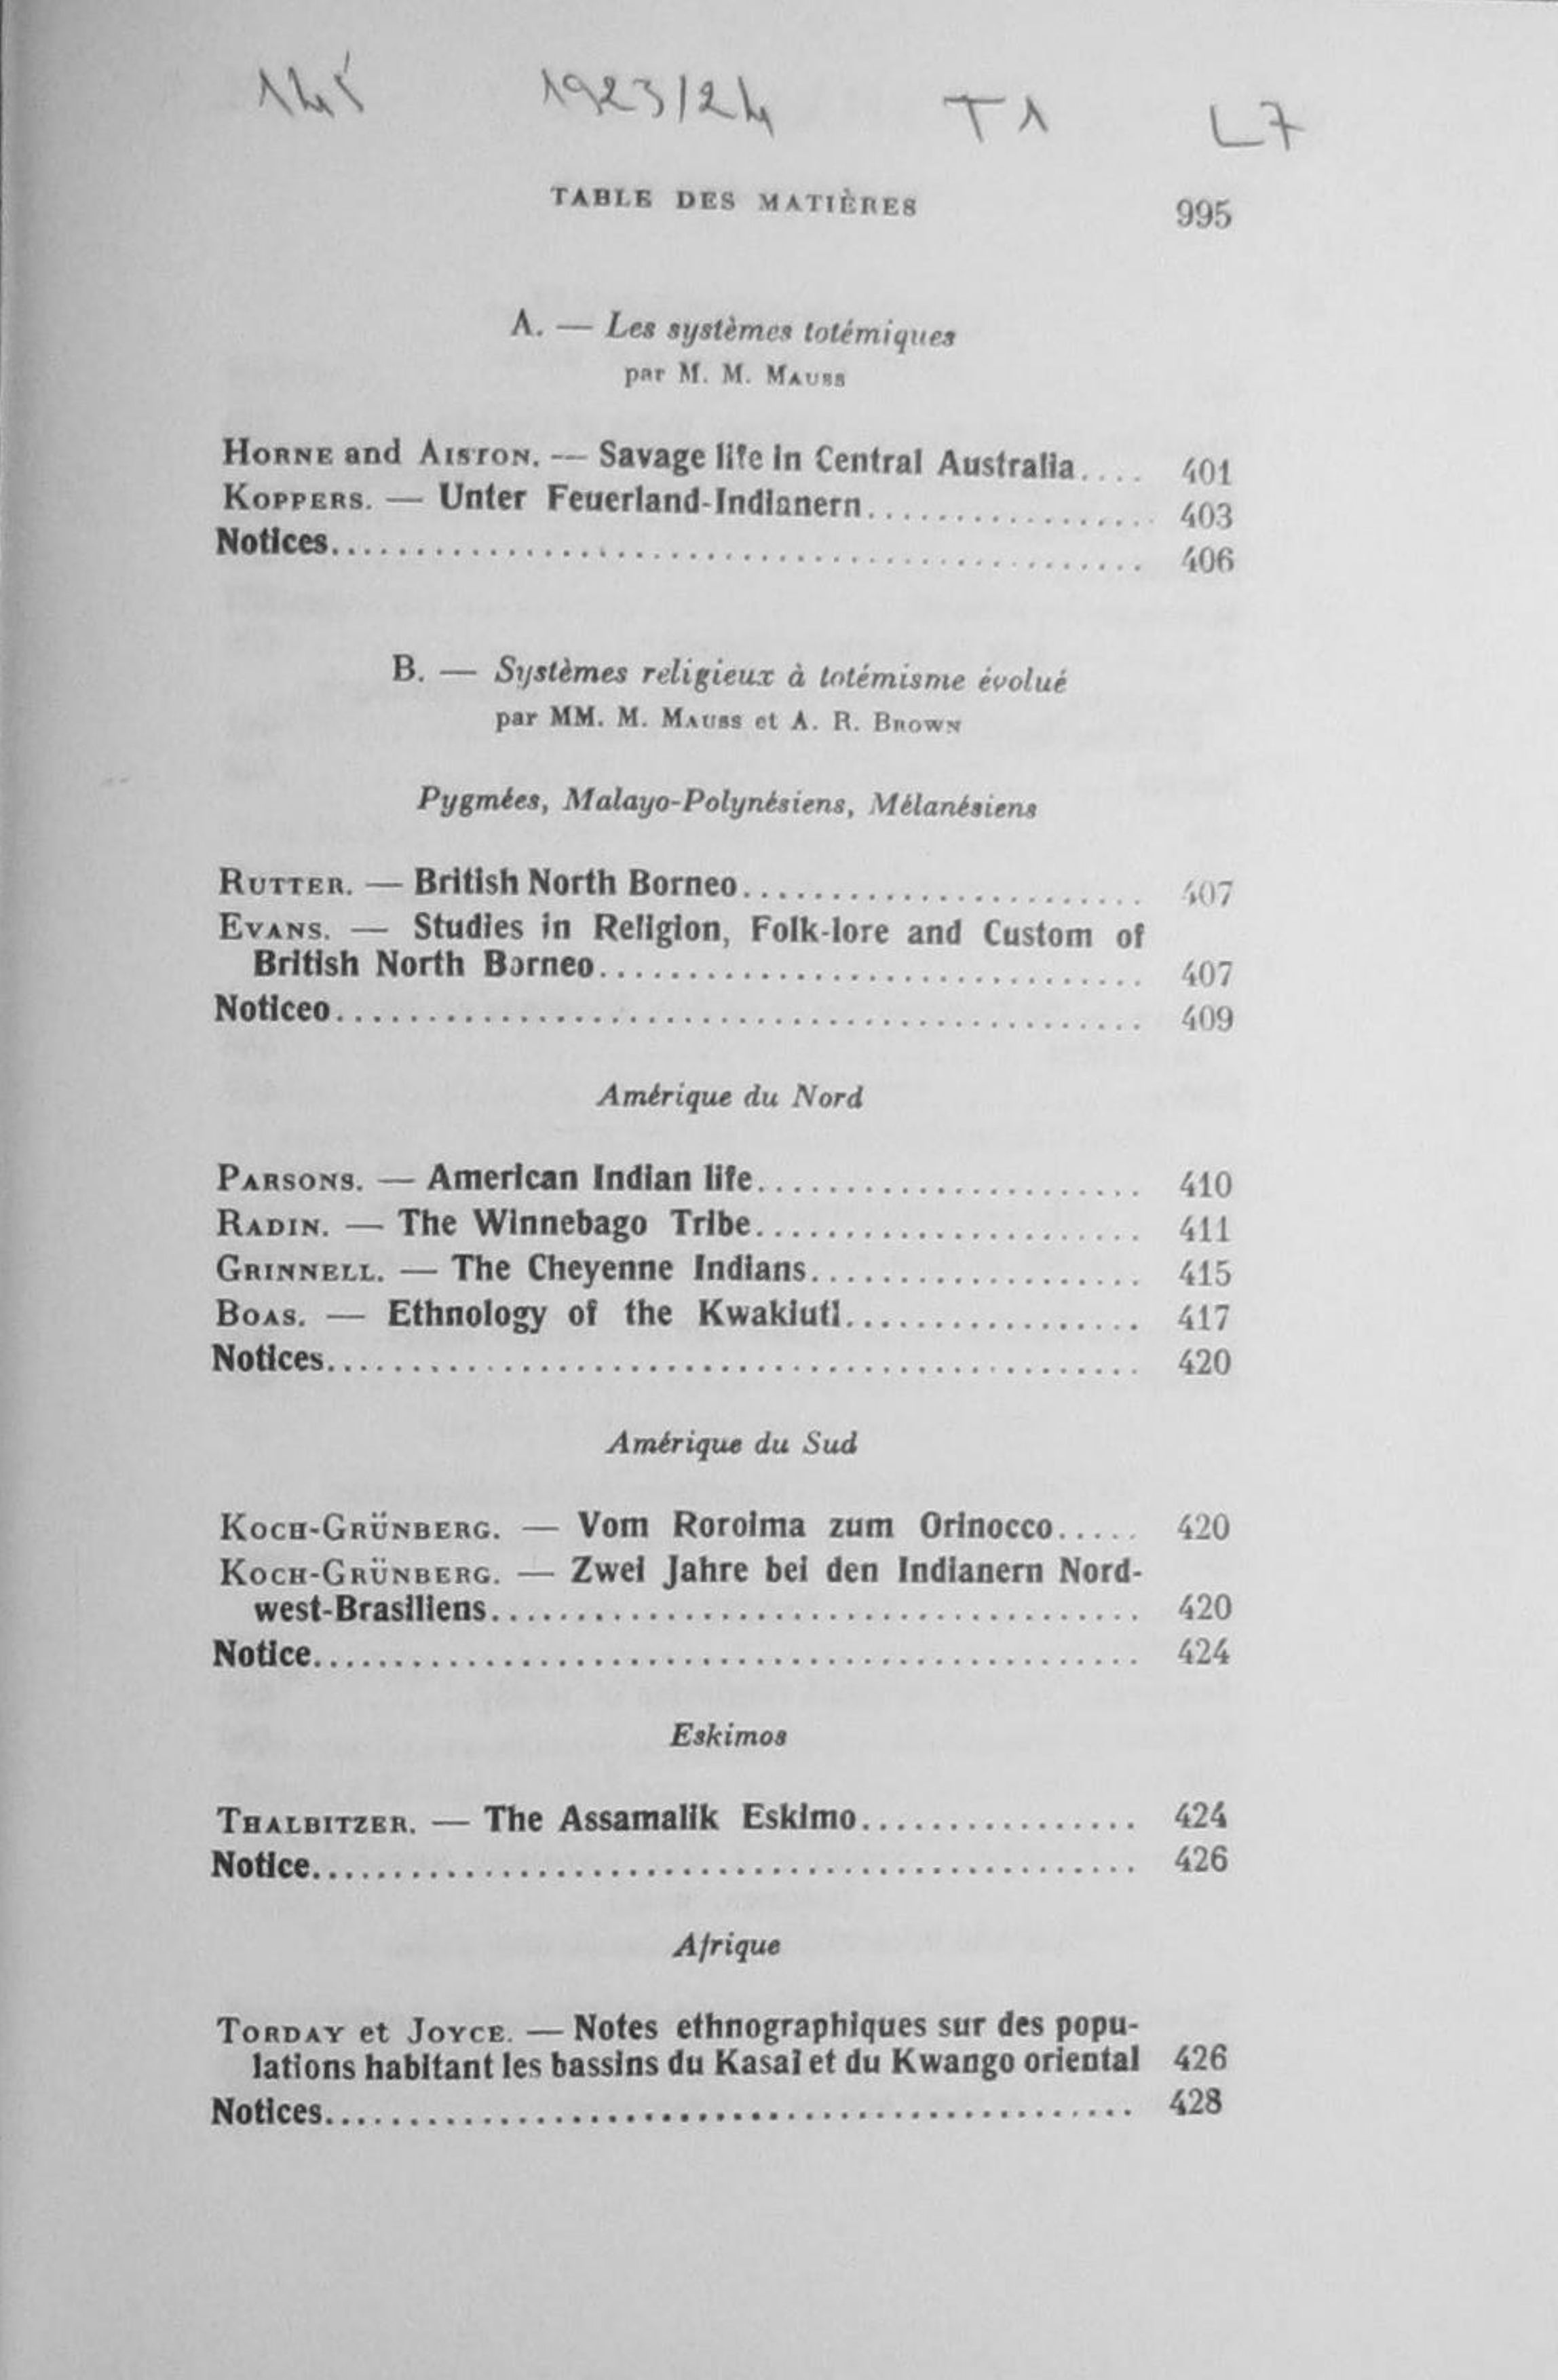 145 1923/24 T1 L7
TABLE DES MATIÈRES 995
A. — Les systèmes totémiques
par M. M. MAUSS
HORNE and AISTON. — Savage life in Central Australia.... 401
KOPPERS. — Unter Feuerland-Indianern................. 403
Notices............................................. 406
B. — Systèmes religieux à totémisme évolué
par MM. M. MAUSS et A. R. BROWN
Pygmées, Malayo-Polynésiens, Mélanésiens
RUTTER. — British North Borneo....................... 407
EVANS. — Studies in Religion, Folk-lore and Custom of
British North Borneo............................... 407
Noticeo............................................. 409
Amérique du Nord
PARSONS. — American Indian life...................... 410
RADIN. — The Winnebago Tribe...................... 411
GRINNELL. — The Cheyenne Indians................... 415
BOAS. — Ethnology of the Kwakiutl................. 417
Notices............................................. 420
Amérique du Sud
KOCH-GRÜNBERG. — Vom Roroima zum Orinocco..... 420
KOCH-GRÜNBERG. — Zwei Jahre bei den Indianern Nord-
west-Brasiliens..................................... 420
Notice.............................................. 424
Eskimos
THALBITZER. — The Assamalik Eskimo................ 424
Notice.............................................. 426
Afrique
TORDAY et JOYCE. — Notes ethnographiques sur des popu-
lations habitant les bassins du Kasai et du Kwango oriental 426
Notices............................................. 428